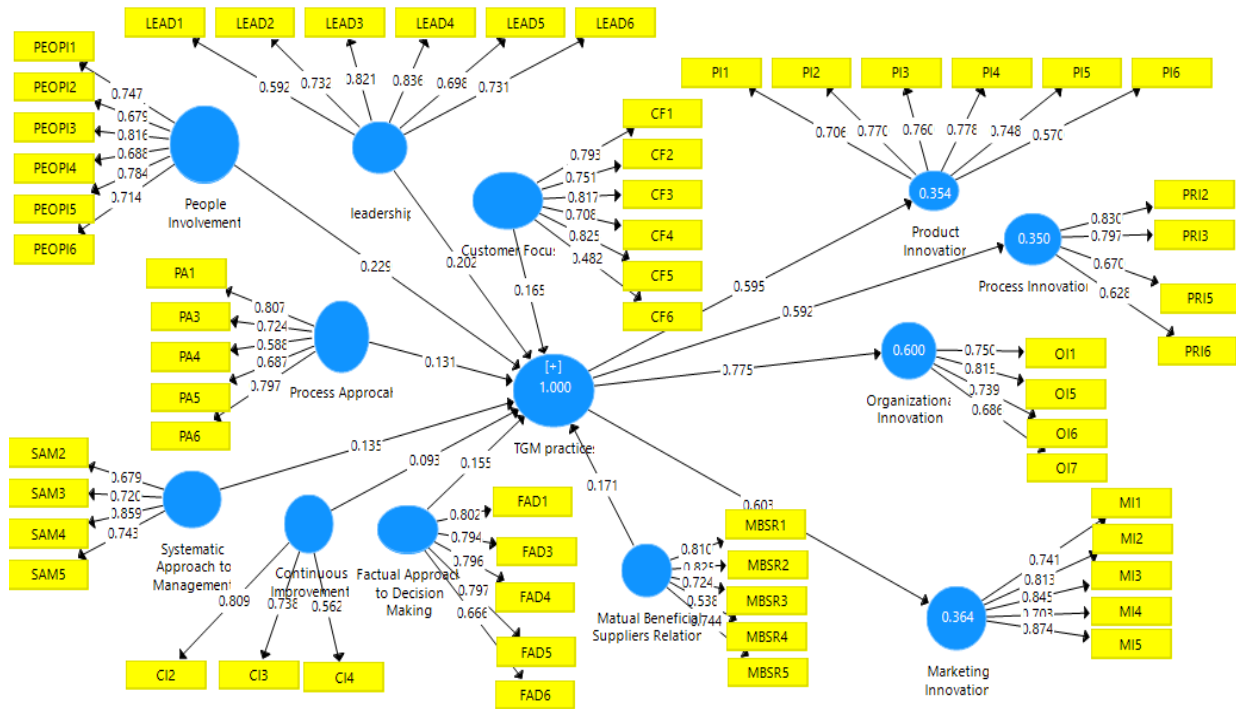 LEAD1
LEAD2
LEAD3
LEAD4
LEAD5
LEAD6
0.592
0.732
0.821
0.836
0.698
0.731
leadership
0.202
PEOPI1
PEOPI2
PEOPI3
PEOPI4
PEOPI5
PEOPI6
0.747
0.679
0.816
0.688
0.784
0.714
People
Involvement
0.229
CF1
CF2
CF3
CF4
CF5
CF6
0.793
0.751
0.817
0.708
0.825
0.482
Customer Focus
0.165
PI1
PI2
PI3
PI4
PI5
PI6
0.706
0.770
0.760
0.778
0.748
0.570
0.354
Product
Innovation
0.595
PRI2
PRI3
PRI5
PRI6
0.830
0.797
0.670
0.628
0.350
Process Innovation
0.592
PA1
PA3
PA4
PA5
PA6
0.807
0.724
0.588
0.687
0.797
Process Approcah
0.131
[+]
1.000
TGM practices
0.775
0.600
Organizational
Innovation
0.750
0.815
0.739
0.686
OI1
OI5
OI6
OI7
SAM2
SAM3
SAM4
SAM5
0.679
0.720
0.859
0.743
Systematic
Approach to
Management
0.135
0.093
Continuous
Improvement
0.809
0.738
0.562
CI2
CI3
CI4
0.155
Factual Approach
to Decision
Making
0.802
0.794
0.796
0.797
0.666
FAD1
FAD3
FAD4
FAD5
FAD6
0.171
Matual Beneficial
Suppliers Relation
0.810
0.825
0.724
0.538
0.744
MBSR1
MBSR2
MBSR3
MBSR4
MBSR5
0.603
0.364
Marketing
Innovation
0.741
0.813
0.845
0.703
0.874
MI1
MI2
MI3
MI4
MI5